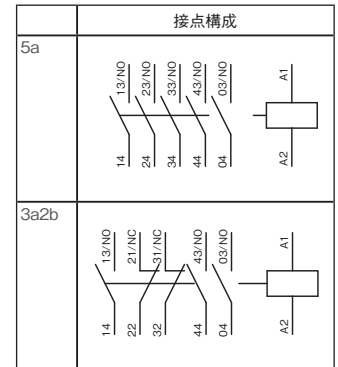 接点構成
5a
13/NO 23/NO 33/NO 43/NO 03/NO A1
14 24 34 44 04 A2
3a2b
13/NO 21/NC 31/NC 43/NO 03/NO A1
14 22 32 44 04 A2